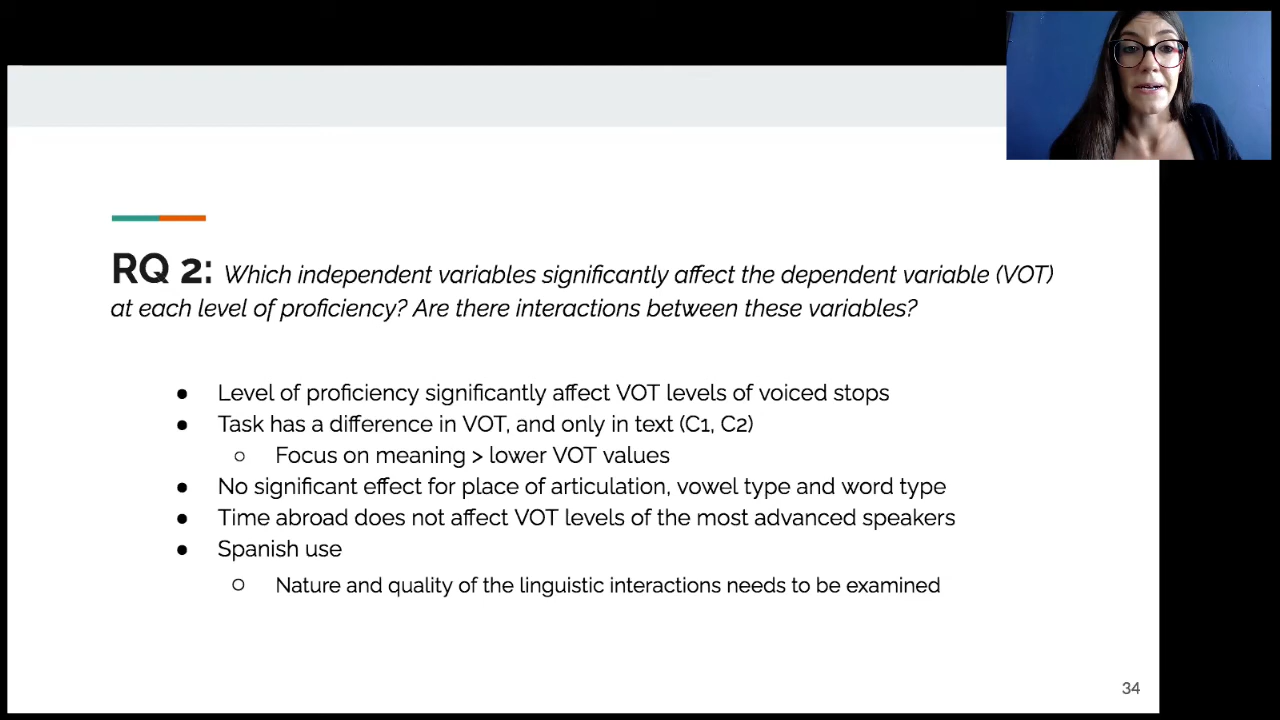 RQ 2: Which independent variables significantly affect the dependent variable (VOT)
at each level of proficiency? Are there interactions between these variables?
● Level of proficiency significantly affect VOT levels of voiced stops
● Task has a difference in VOT, and only in text (C1, C2)
○ Focus on meaning > lower VOT values
● No significant effect for place of articulation, vowel type and word type
● Time abroad does not affect VOT levels of the most advanced speakers
● Spanish use
○ Nature and quality of the linguistic interactions needs to be examined
34